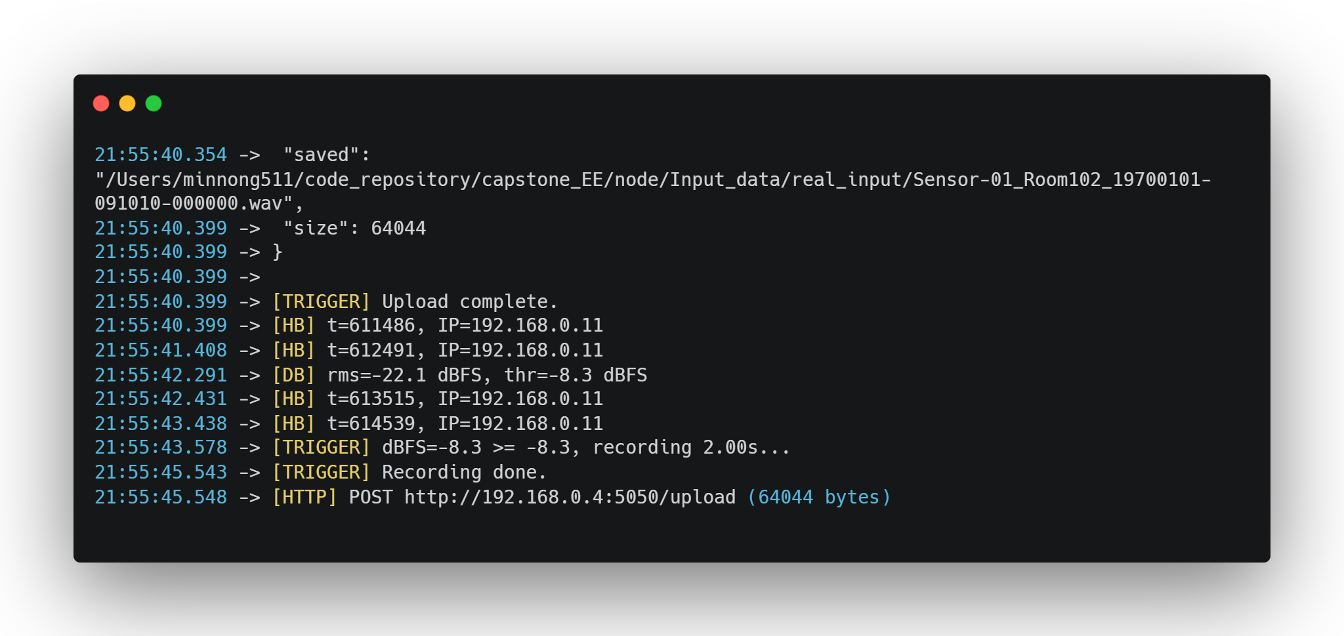 21:55:40.354 ->  "saved":
"/Users/minnong511/code_repository/capstone_EE/node/Input_data/real_input/Sensor-01_Room102_19700101-
091010-000000.wav",
21:55:40.399 ->  "size": 64044
21:55:40.399 -> }
21:55:40.399 ->
21:55:40.399 -> [TRIGGER] Upload complete.
21:55:40.399 -> [HB] t=611486, IP=192.168.0.11
21:55:41.408 -> [HB] t=612491, IP=192.168.0.11
21:55:42.291 -> [DB] rms=-22.1 dBFS, thr=-8.3 dBFS
21:55:42.431 -> [HB] t=613515, IP=192.168.0.11
21:55:43.438 -> [HB] t=614539, IP=192.168.0.11
21:55:43.578 -> [TRIGGER] dBFS=-8.3 >= -8.3, recording 2.00s...
21:55:45.543 -> [TRIGGER] Recording done.
21:55:45.548 -> [HTTP] POST http://192.168.0.4:5050/upload (64044 bytes)